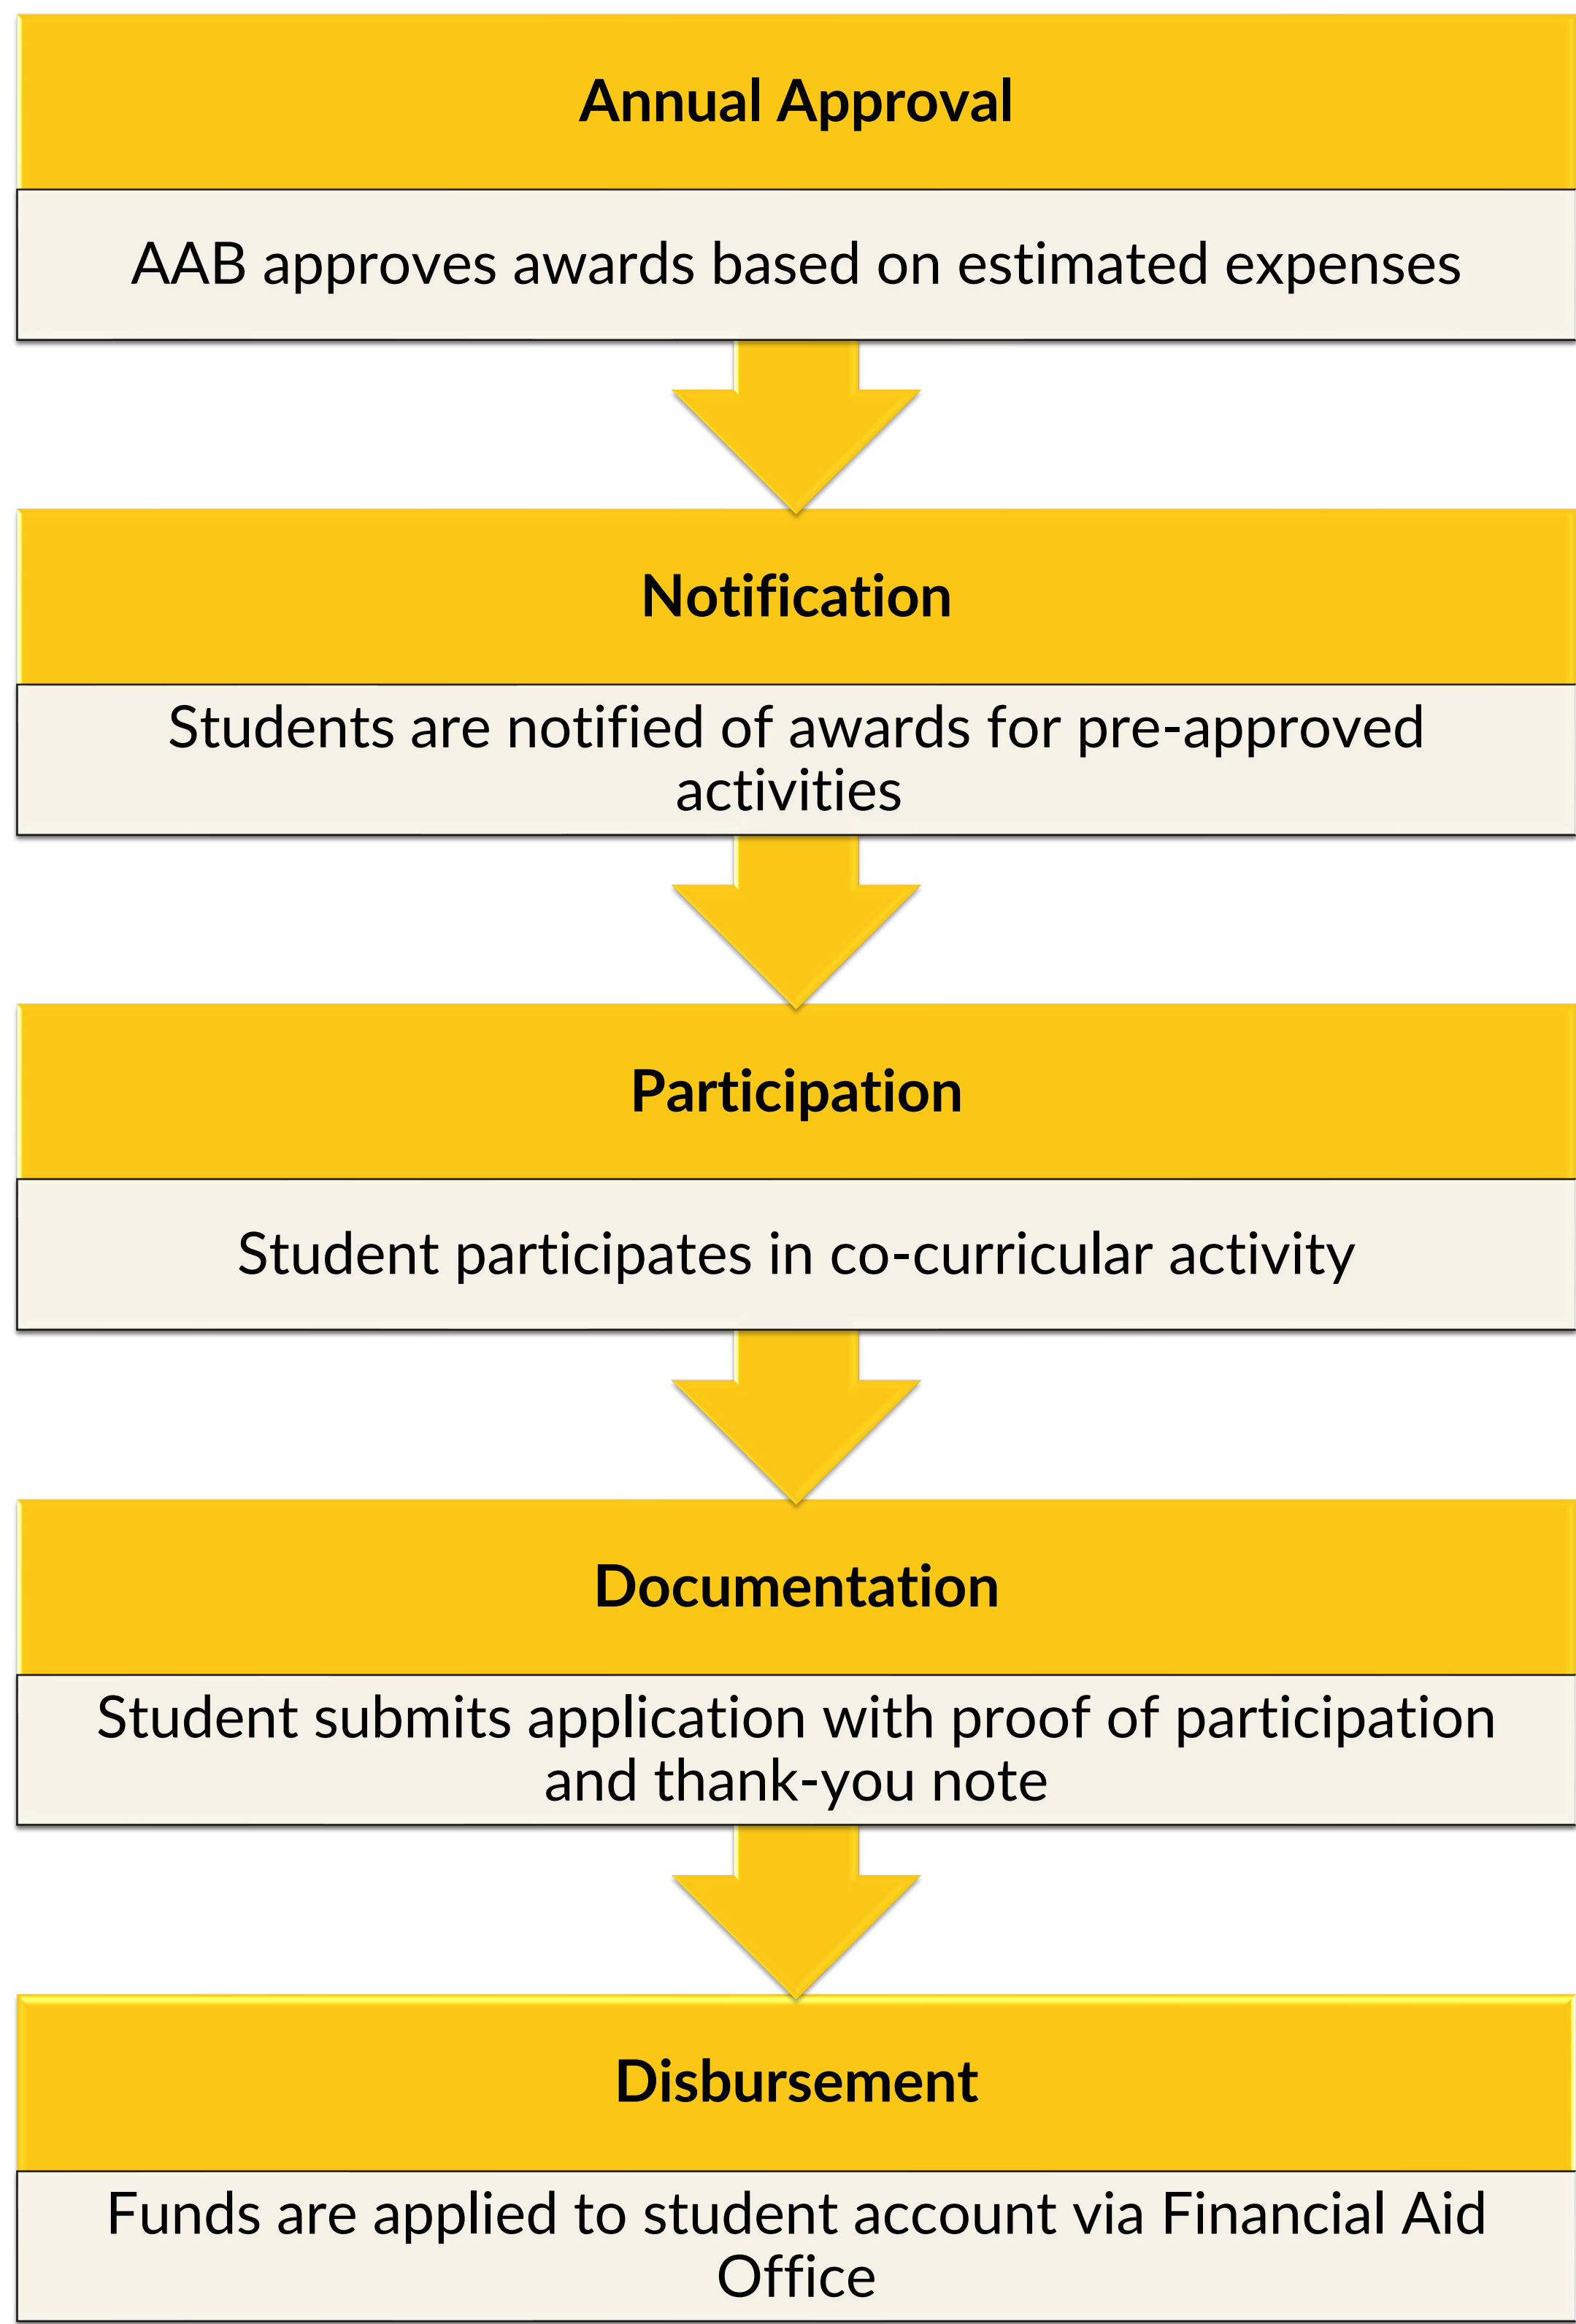 Annual Approval
AAB approves awards based on estimated expenses
Notification
Students are notified of awards for pre-approved
activities
Participation
Student participates in co-curricular activity
Documentation
Student submits application with proof of participation
and thank-you note
Disbursement
Funds are applied to student account via Financial Aid
Office